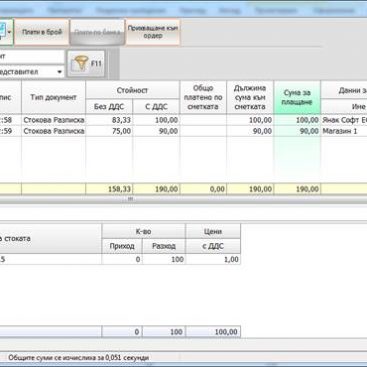 Плати в брой
Плати по банка
Прихващане към ордер
нт
едставител
F11
пис
Тип документ
Стойност
Без ДДС
С ДДС
Общо платено по сметката
Дължима сума към сметката
Сума за плащане
Данни за
Име
:58 Стокова Разписка 83,33 100,00 100,00 100,00 Янак Софт ЕО
:59 Стокова Разписка 75,00 90,00 90,00 90,00 Магазин 1
158,33 190,00 0,00 190,00 190,00
а стоката
К-во
Цени
Приход
Разход
с ДДС
5 0 100 1,00
0 100 100,00
Общите суми се изчислиха за 0,051 секунди